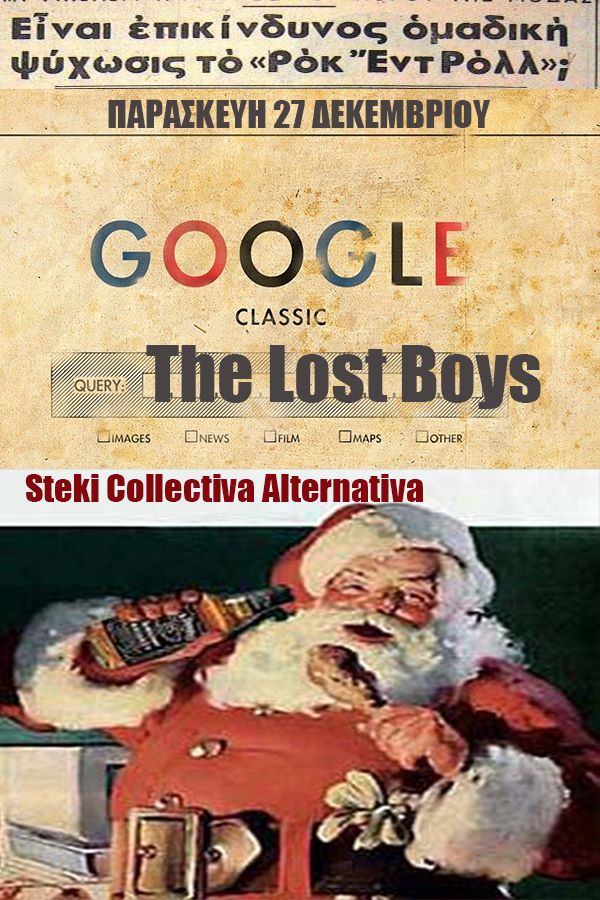 Εἶναι ἐπικίνδυνος ὁμαδικὴ
ψύχωσις τὸ «Ρὸκ Ἔντ Ρὸλλ»;
ΠΑΡΑΣΚΕΥΗ 27 ΔΕΚΕΜΒΡΙΟΥ
GOOGLE
CLASSIC
QUERY: The Lost Boys
IMAGES NEWS FILM MAPS OTHER
Steki Collectiva Alternativa